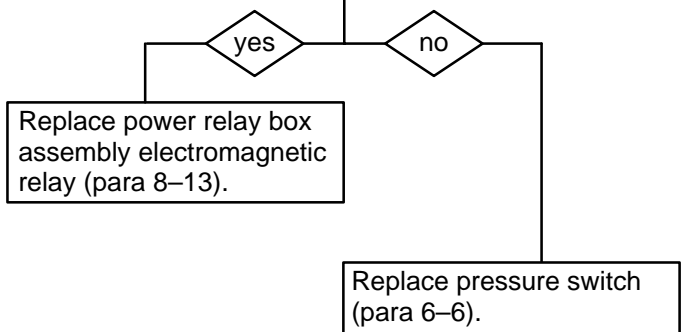 yes
no
Replace power relay box
assembly electromagnetic
relay (para 8–13).
Replace pressure switch
(para 6–6).